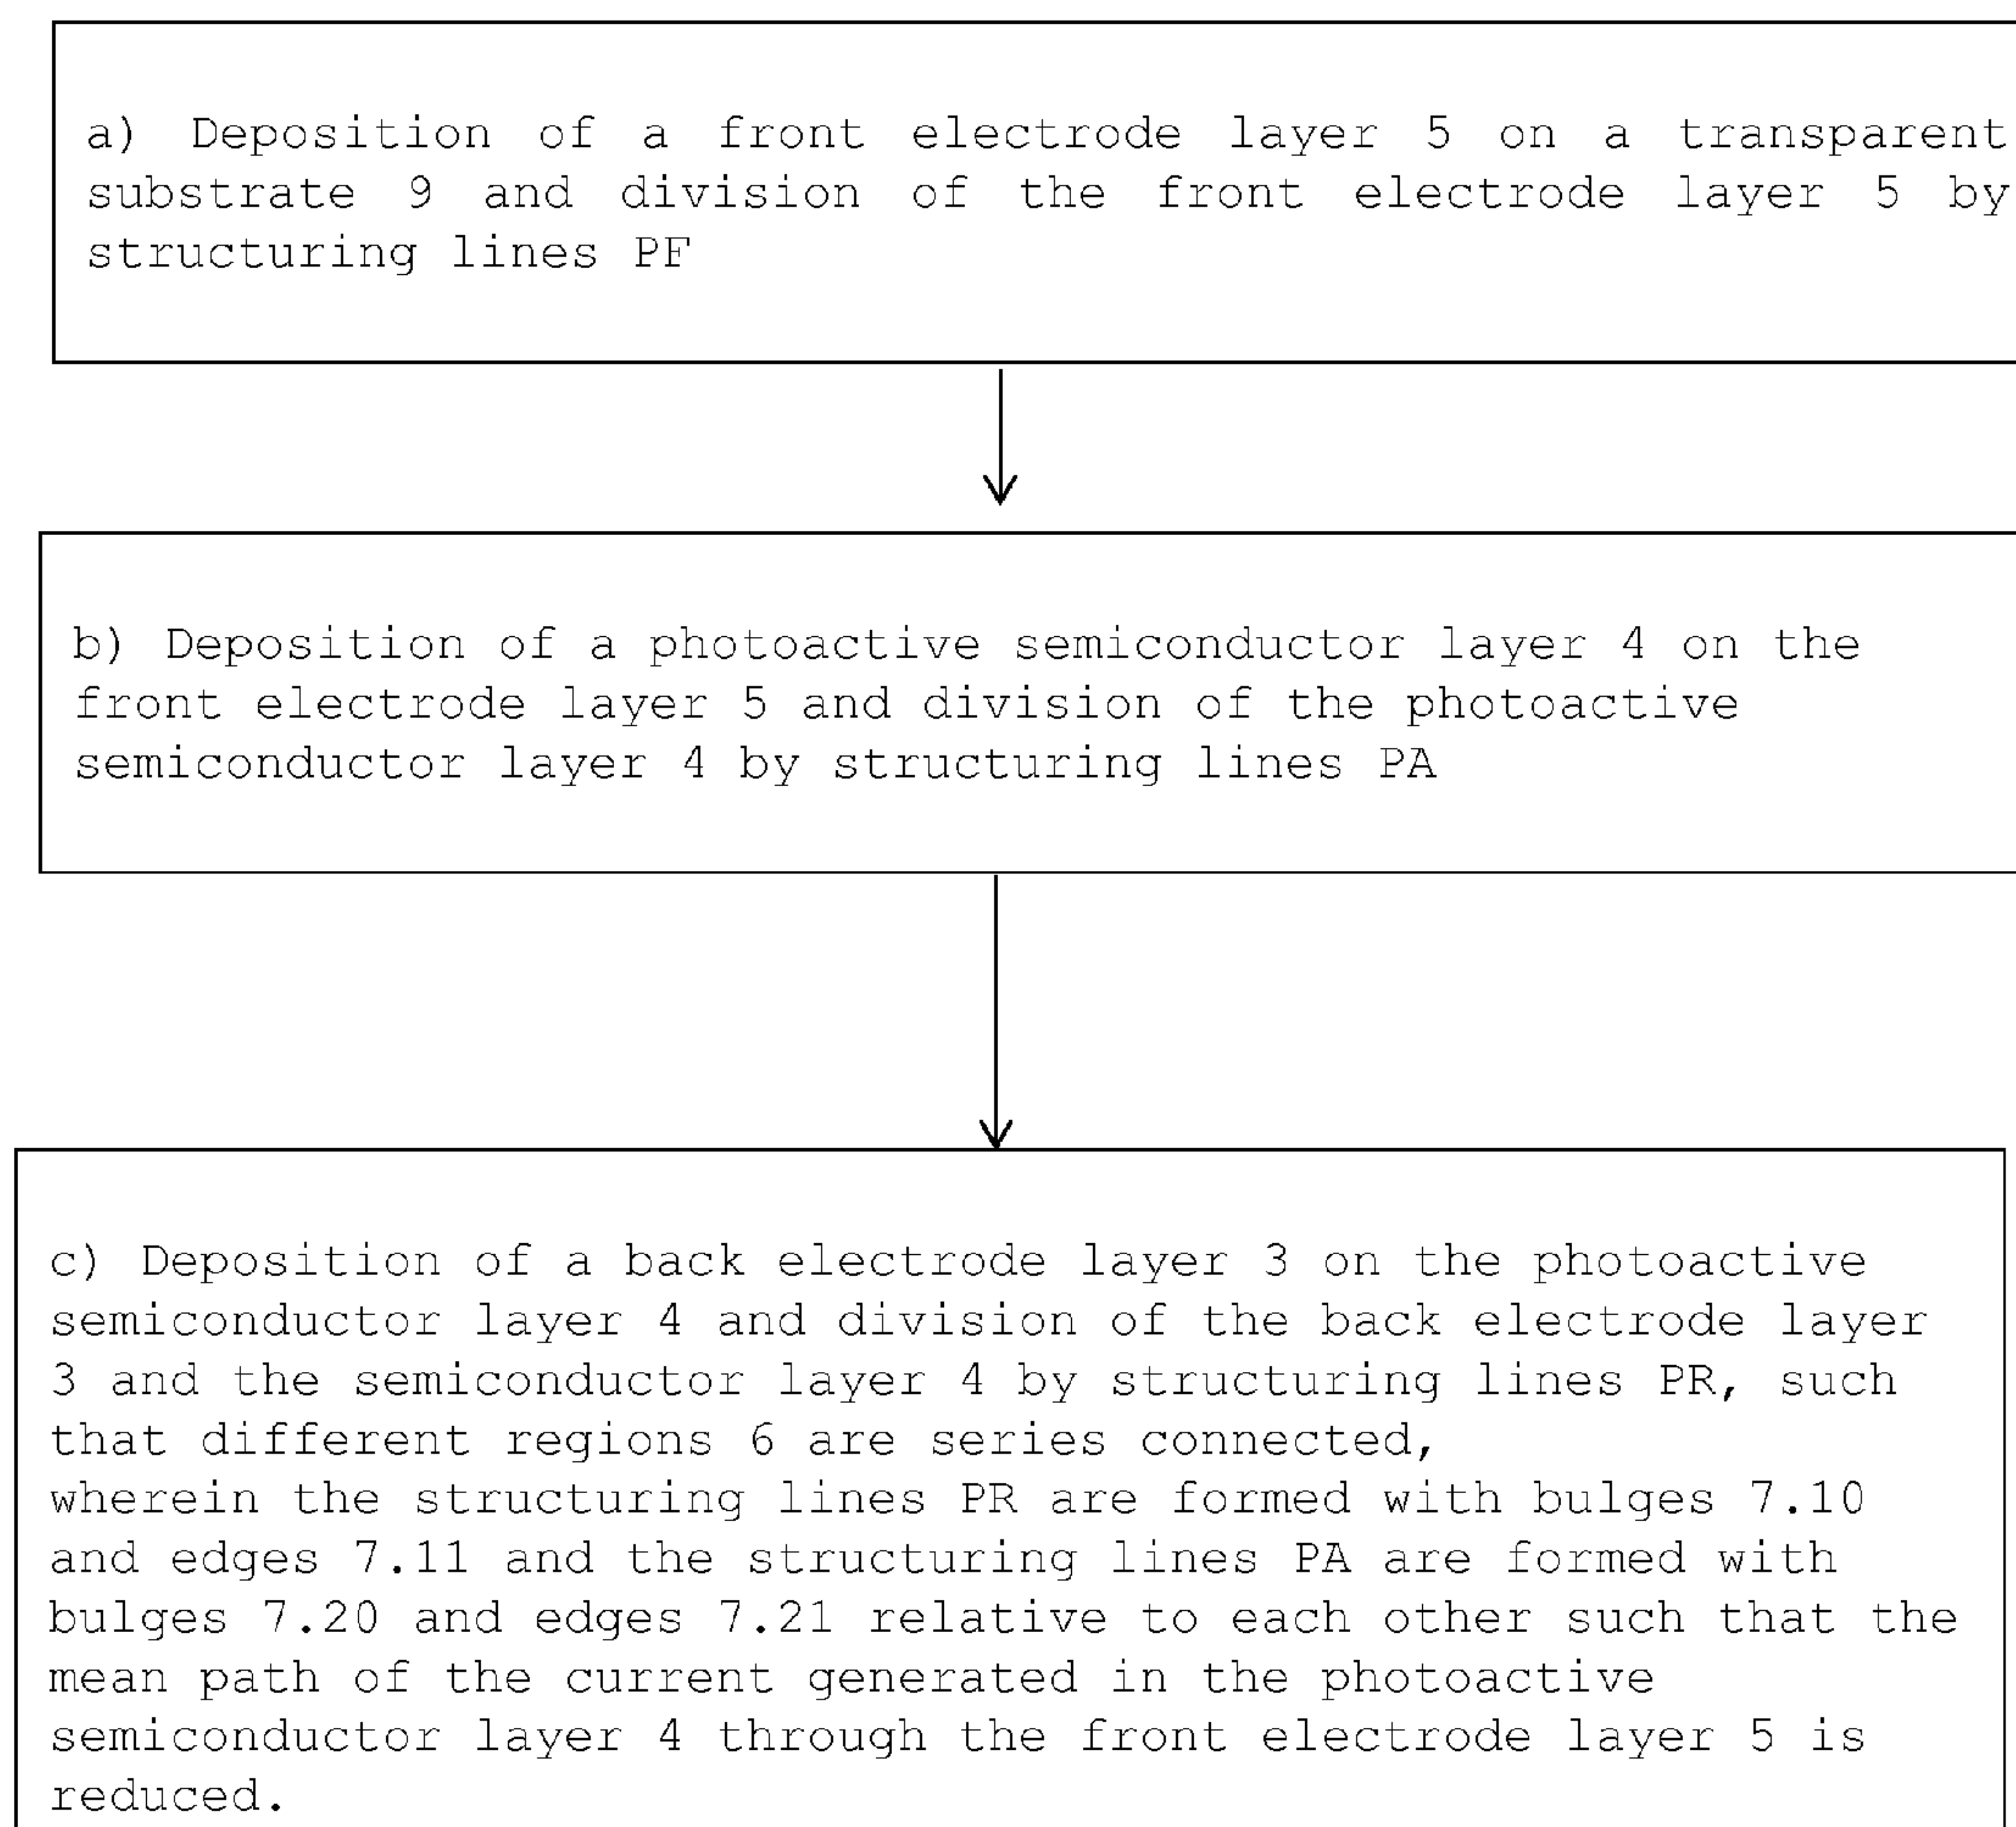 a) Deposition of a front electrode layer 5 on a transparent
substrate 9 and division of the front electrode layer 5 by
structuring lines PF
b) Deposition of a photoactive semiconductor layer 4 on the
front electrode layer 5 and division of the photoactive
semiconductor layer 4 by structuring lines PA
c) Deposition of a back electrode layer 3 on the photoactive
semiconductor layer 4 and division of the back electrode layer
3 and the semiconductor layer 4 by structuring lines PR, such
that different regions 6 are series connected,
wherein the structuring lines PR are formed with bulges 7.10
and edges 7.11 and the structuring lines PA are formed with
bulges 7.20 and edges 7.21 relative to each other such that the
mean path of the current generated in the photoactive
semiconductor layer 4 through the front electrode layer 5 is
reduced.